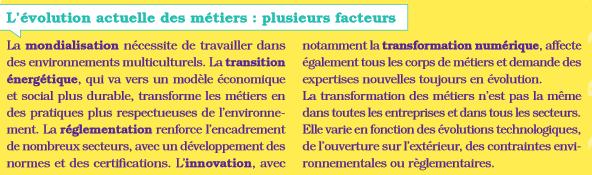 L'évolution actuelle des métiers : plusieurs facteurs
La mondialisation nécessite de travailler dans
des environnements multiculturels. La transition
énergétique, qui va vers un modèle économique
et social plus durable, transforme les métiers en
des pratiques plus respectueuses de l'environne-
ment. La réglementation renforce l'encadrement
de nombreux secteurs, avec un développement des
normes et des certifications. L'innovation, avec
notamment la transformation numérique, affecte
également tous les corps de métiers et demande des
expertises nouvelles toujours en évolution.
La transformation des métiers n'est pas la même
dans toutes les entreprises et dans tous les secteurs.
Elle varie en fonction des évolutions technologiques,
de l'ouverture sur l'extérieur, des contraintes envi-
ronnementales ou règlementaires.